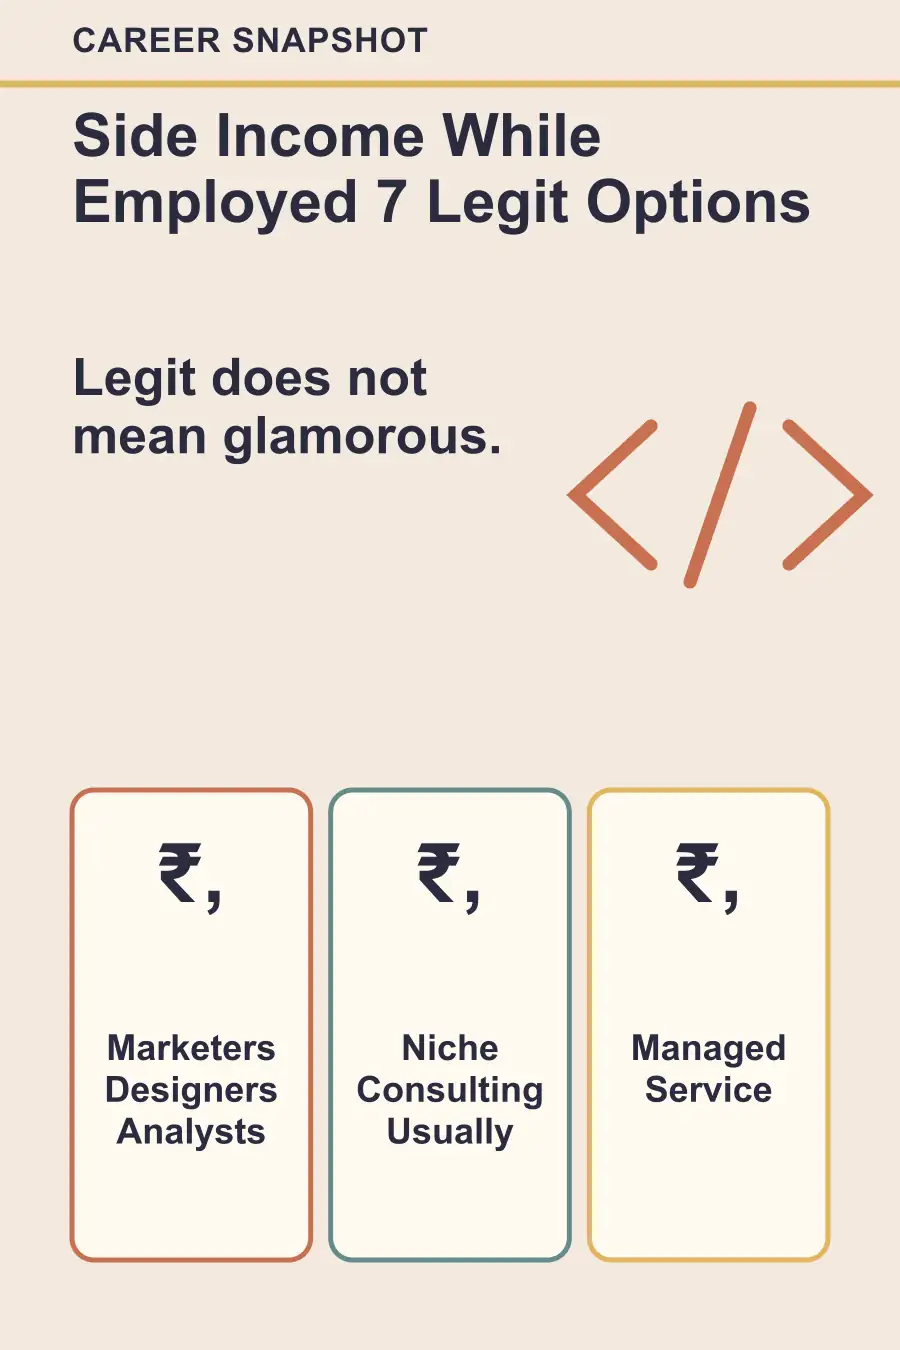 CAREER SNAPSHOT
Side Income While
Employed 7 Legit Options
Legit does not
mean glamorous.
</>
₹,
Marketers
Designers
Analysts
₹,
Niche
Consulting
Usually
₹,
Managed
Service